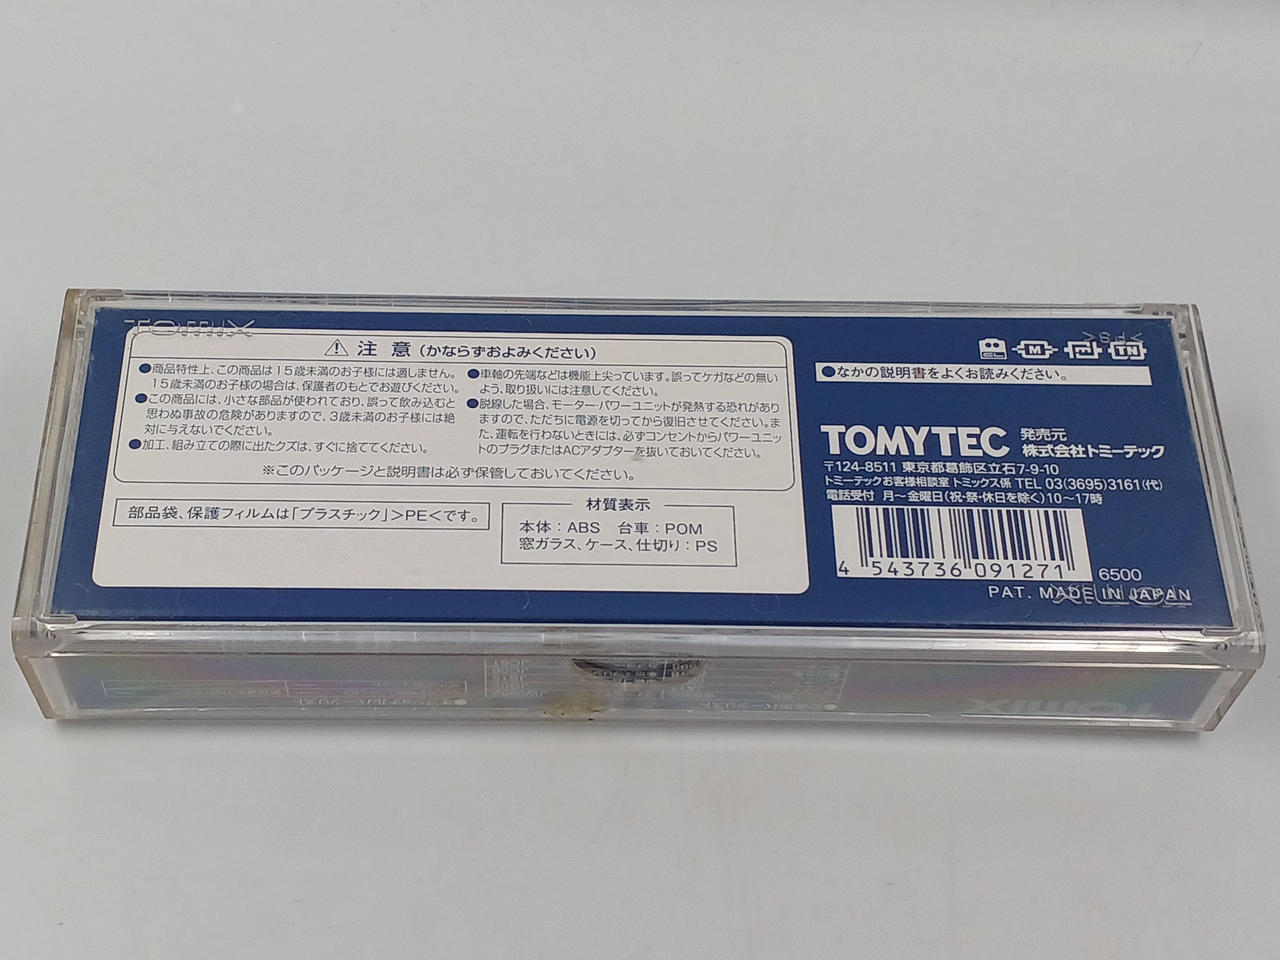 TOMIX
⚠ 注 意 (かならずおよみください)
●商品特性上、この商品は15歳未満のお子様には適しません。
15歳未満のお子様の場合は、保護者のもとでお遊びください。
●この商品には、小さな部品が使われており、誤って飲み込むと
思わぬ事故の危険がありますので、3歳未満のお子様には絶
対に与えないでください。
●加工、組み立ての際に出たクズは、すぐに捨ててください。
●車軸の先端などは機能上尖っています。誤ってケガなどの無い
よう、取り扱いには注意してください。
●脱線した場合、モーター・パワーユニットが発熱する恐れがあり
ますので、ただちに電源を切ってから復旧させてください。ま
た、運転を行わないときには、必ずコンセントからパワーユニッ
トのプラグまたはACアダプターを抜いておいてください。
※このパッケージと説明書は必ず保管しておいてください。
部品袋、保護フィルムは「プラスチック」>PE<です。
材質表示
本体:ABS 台車:POM
窓ガラス、ケース、仕切り:PS
>PS<
CL M TN
●なかの説明書をよくお読みください。
TOMYTEC 発売元
株式会社トミーテック
〒124-8511 東京都葛飾区立石7-9-10
トミーテックお客様相談室 トミックス係 TEL 03(3695)3161(代)
電話受付 月〜金曜日(祝・祭・休日を除く)10〜17時
4 543736 091271
6500
PAT. MADE IN JAPAN
TOMIX
TOMIX